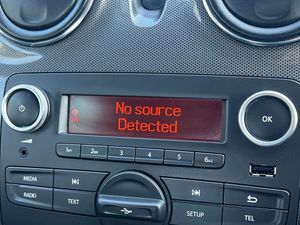 No source
Detected
OK
1 2 3 4 5 6
MEDIA
RADIO TEXT SETUP TEL